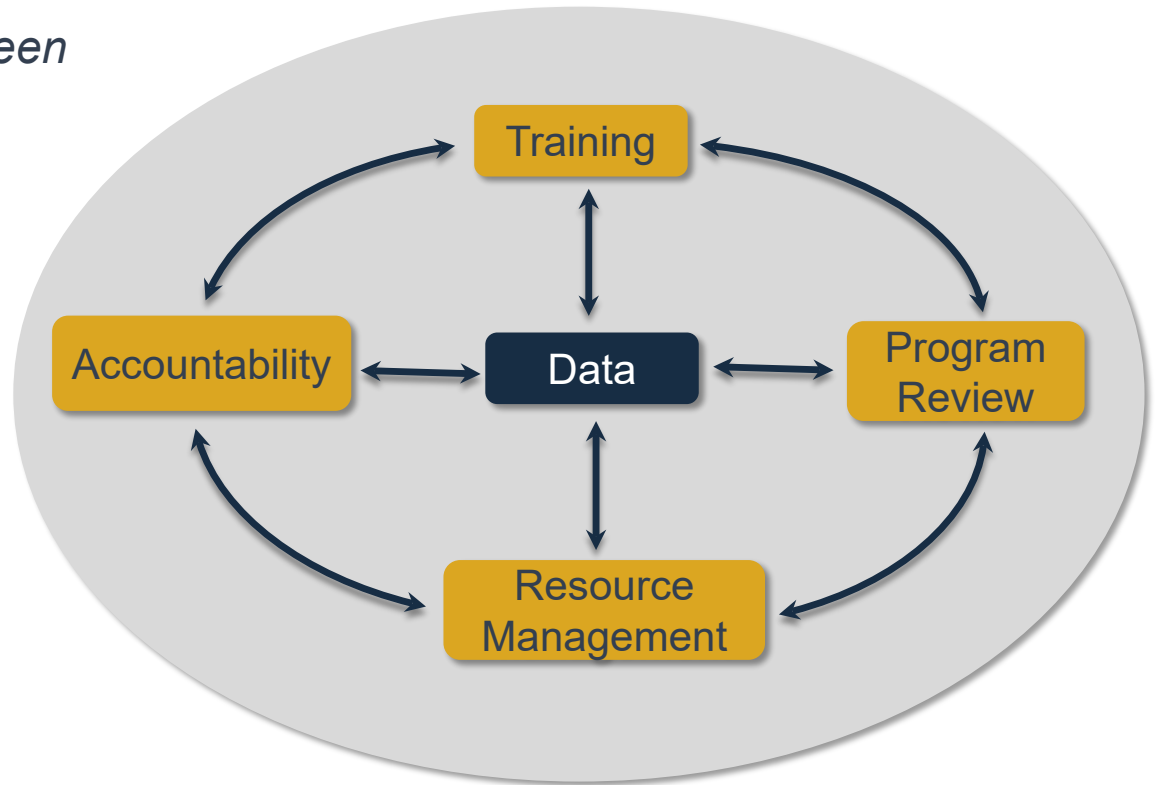 een
Training
Accountability
Data
Program
Review
Resource
Management